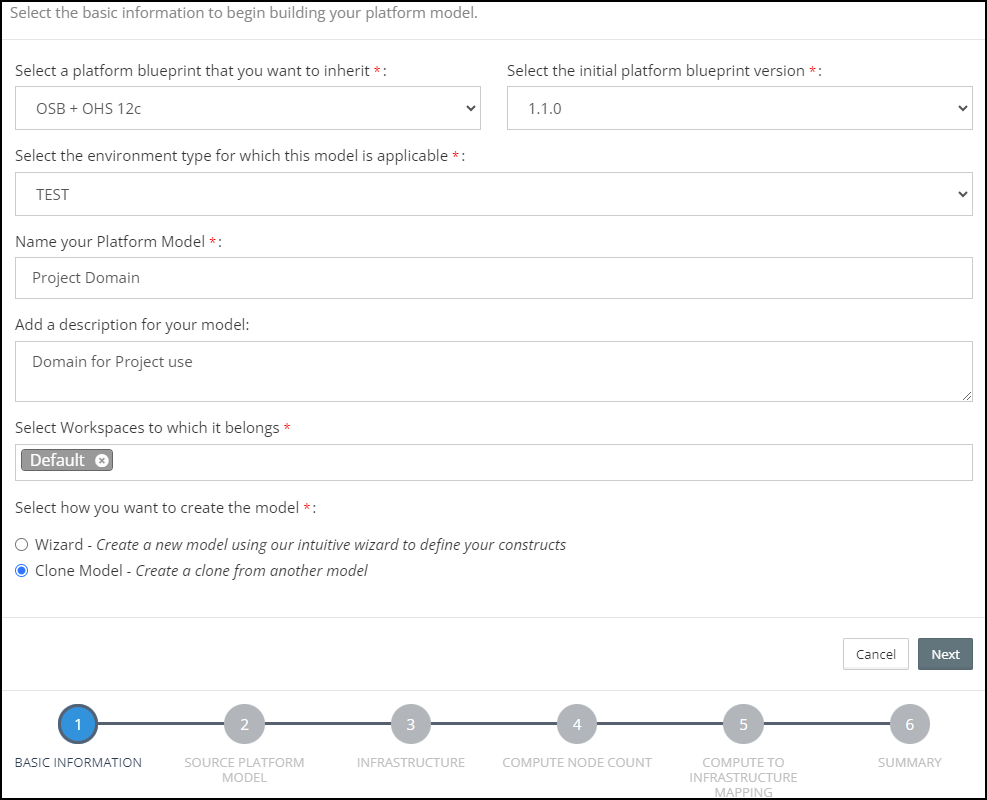 Select the basic information to begin building your platform model.
Select a platform blueprint that you want to inherit *:
Select the initial platform blueprint version *:
OSB + OHS 12c
1.1.0
Select the environment type for which this model is applicable *:
TEST
Name your Platform Model *:
Project Domain
Add a description for your model:
Domain for Project use
Select Workspaces to which it belongs *
Default
Select how you want to create the model *:
Wizard - Create a new model using our intuitive wizard to define your constructs
Clone Model - Create a clone from another model
Cancel
Next
1
2
3
4
5
6
BASIC INFORMATION
SOURCE PLATFORM
MODEL
INFRASTRUCTURE
COMPUTE NODE COUNT
COMPUTE TO
INFRASTRUCTURE
MAPPING
SUMMARY